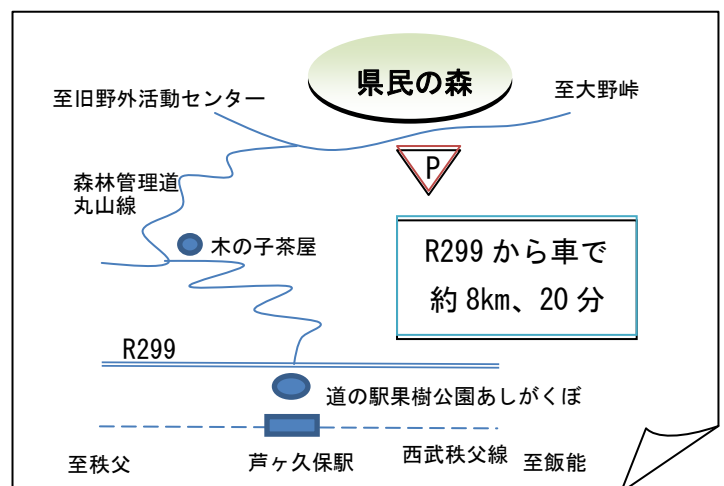 県民の森
至旧野外活動センター
至大野峠
P
森林管理道
丸山線
木の子茶屋
R299 から車で
約 8km、20 分
R299
道の駅果樹公園あしがくぼ
至秩父
芦ヶ久保駅
西武秩父線
至飯能